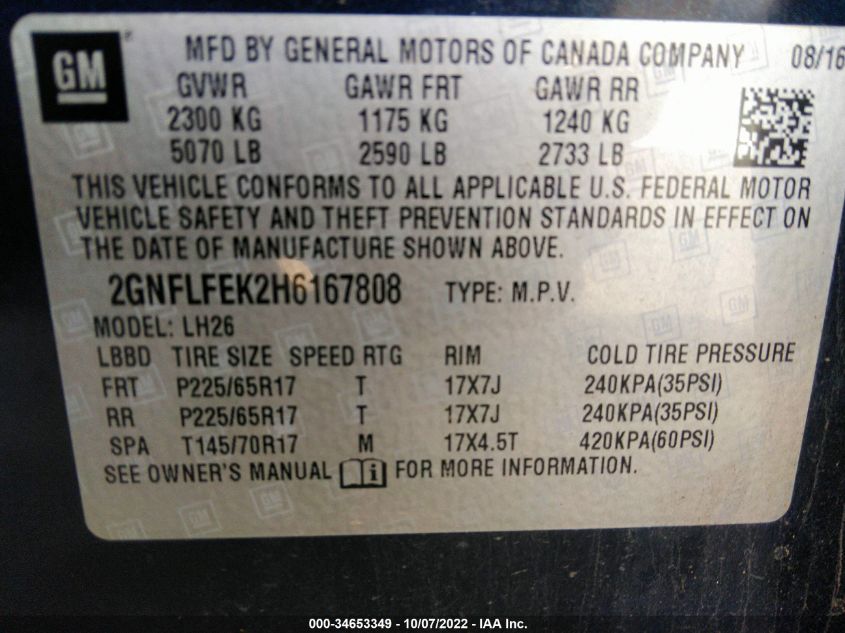 GM
MFD BY GENERAL MOTORS OF CANADA COMPANY 08/16
GVWR GAWR FRT GAWR RR
2300 KG 1175 KG 1240 KG
5070 LB 2590 LB 2733 LB
THIS VEHICLE CONFORMS TO ALL APPLICABLE U.S. FEDERAL MOTOR
VEHICLE SAFETY AND THEFT PREVENTION STANDARDS IN EFFECT ON
THE DATE OF MANUFACTURE SHOWN ABOVE.
2GNFLFEK2H6167808 TYPE: M.P.V.
MODEL: LH26
LBBD TIRE SIZE SPEED RTG RIM COLD TIRE PRESSURE
FRT P225/65R17 T 17X7J 240KPA(35PSI)
RR P225/65R17 T 17X7J 240KPA(35PSI)
SPA T145/70R17 M 17X4.5T 420KPA(60PSI)
SEE OWNER'S MANUAL i FOR MORE INFORMATION.
000-34653349 - 10/07/2022 - IAA Inc.